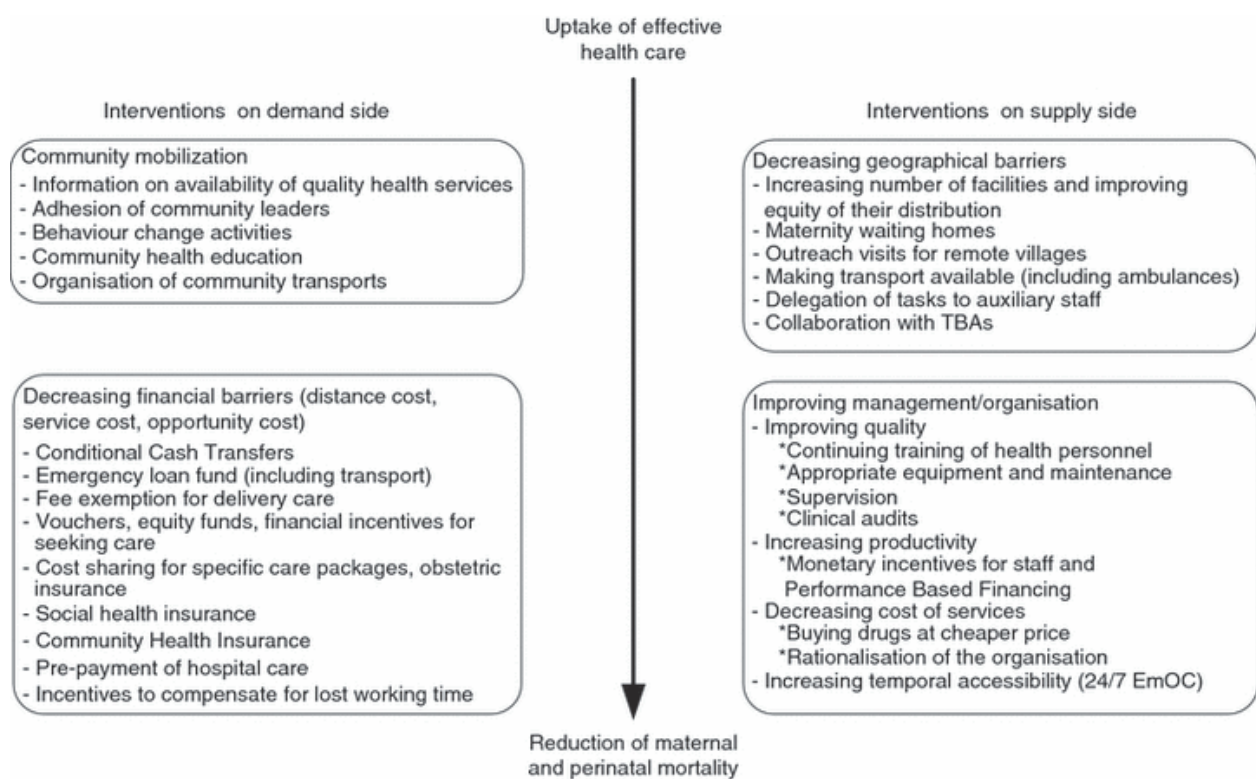 Uptake of effective
health care
Interventions on demand side
Community mobilization
- Information on availability of quality health services
- Adhesion of community leaders
- Behaviour change activities
- Community health education
- Organisation of community transports
Decreasing financial barriers (distance cost,
service cost, opportunity cost)
- Conditional Cash Transfers
- Emergency loan fund (including transport)
- Fee exemption for delivery care
- Vouchers, equity funds, financial incentives for
seeking care
- Cost sharing for specific care packages, obstetric
insurance
- Social health insurance
- Community Health Insurance
- Pre-payment of hospital care
- Incentives to compensate for lost working time
Interventions on supply side
Decreasing geographical barriers
- Increasing number of facilities and improving
equity of their distribution
- Maternity waiting homes
- Outreach visits for remote villages
- Making transport available (including ambulances)
- Delegation of tasks to auxiliary staff
- Collaboration with TBAs
Improving management/organisation
- Improving quality
*Continuing training of health personnel
*Appropriate equipment and maintenance
*Supervision
*Clinical audits
- Increasing productivity
*Monetary incentives for staff and
Performance Based Financing
- Decreasing cost of services
*Buying drugs at cheaper price
*Rationalisation of the organisation
- Increasing temporal accessibility (24/7 EmOC)
Reduction of maternal
and perinatal mortality